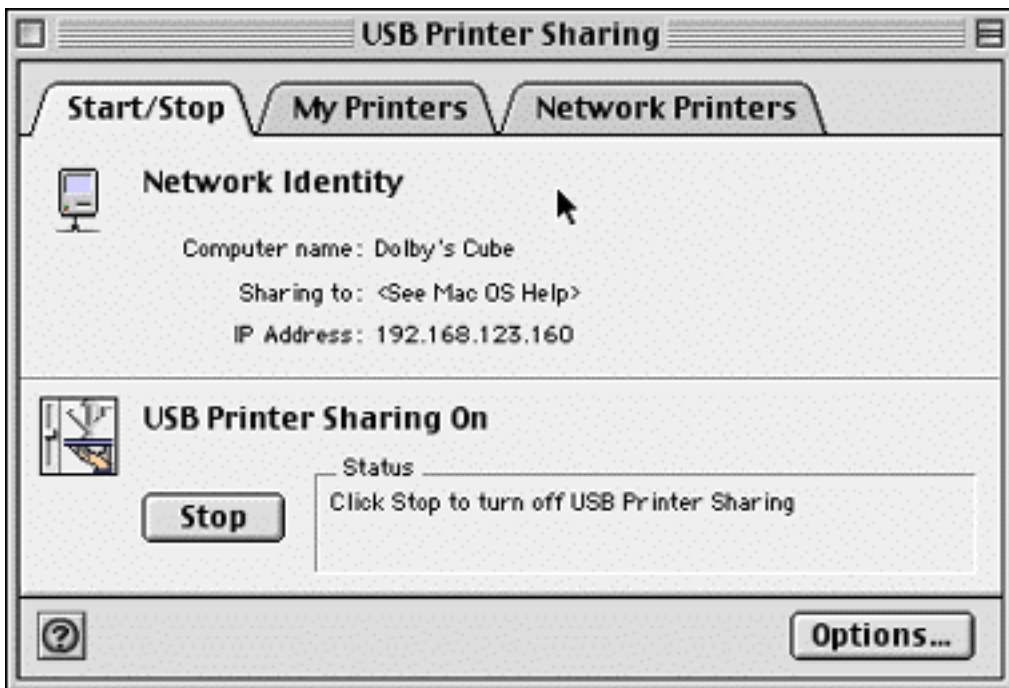 USB Printer Sharing
Start/Stop My Printers Network Printers
Network Identity
Computer name: Dolby's Cube
Sharing to: <See Mac OS Help>
IP Address: 192.168.123.160
USB Printer Sharing On
Status
Stop Click Stop to turn off USB Printer Sharing
? Options...